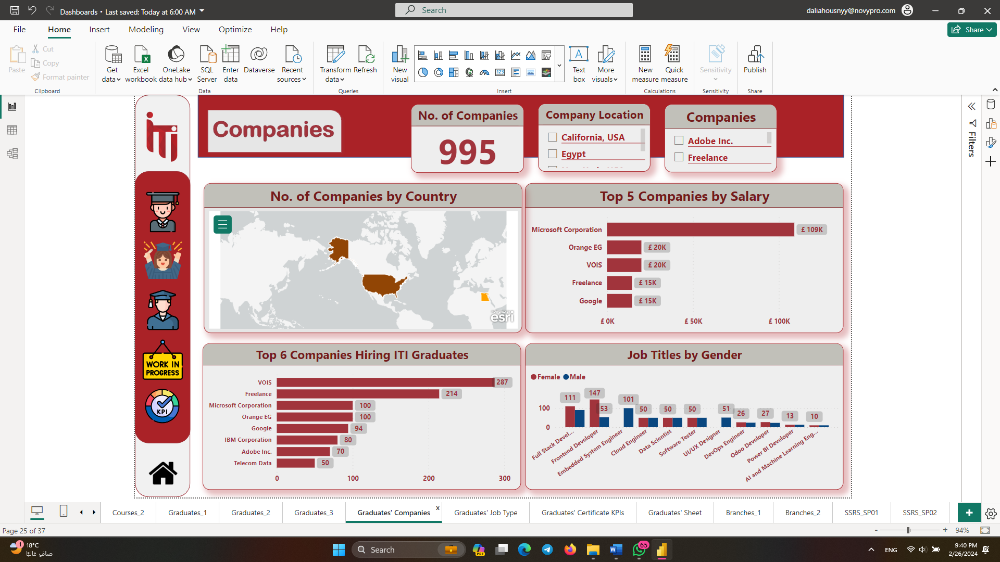 Dashboards • Last saved: Today at 6:00 AM
Search
daliahousnyy@novypro.com
File
Home
Insert
Modeling
View
Optimize
Help
Share
Paste
Cut
Copy
Format painter
Clipboard
Get data
Excel workbook
OneLake data hub
SQL Server
Enter data
Dataverse
Recent sources
Data
Transform data
Refresh
Queries
New visual
Text box
More visuals
Insert
New measure
Quick measure
Calculations
Sensitivity
Sensitivity
Publish
Share
iTi
Companies
No. of Companies
995
Company Location
California, USA
Egypt
Companies
Adobe Inc.
Freelance
Filters
WORK IN
PROGRESS
KPI
No. of Companies by Country
POWERED BY
esri
Top 5 Companies by Salary
Microsoft Corporation
£ 109K
Orange EG
£ 20K
VOIS
£ 20K
Freelance
£ 15K
Google
£ 15K
£ 0K
£ 50K
£ 100K
Top 6 Companies Hiring ITI Graduates
VOIS
287
Freelance
214
Microsoft Corporation
100
Orange EG
100
Google
94
IBM Corporation
80
Adobe Inc.
70
Telecom Data
50
0
100
200
300
Job Titles by Gender
Female
Male
100
0
111
147
53
101
50
50
50
51
26
27
13
10
Full Stack Devel...
Frontend Developer
Embedded System Engineer
Cloud Engineer
Data Scientist
Software Tester
UI/UX Designer
DevOps Engineer
Odoo Developer
Power BI Developer
AI and Machine Learning Eng...
Courses_2
Graduates_1
Graduates_2
Graduates_3
Graduates' Companies
x
Graduates' Job Type
Graduates' Certificate KPIs
Graduates' Sheet
Branches_1
Branches_2
SSRS_SP01
SSRS_SP02
+
Page 25 of 37
- + 94%
1
18°C
صافٍ غالبًا
Search
PRE
65
ENG
9:40 PM
2/26/2024